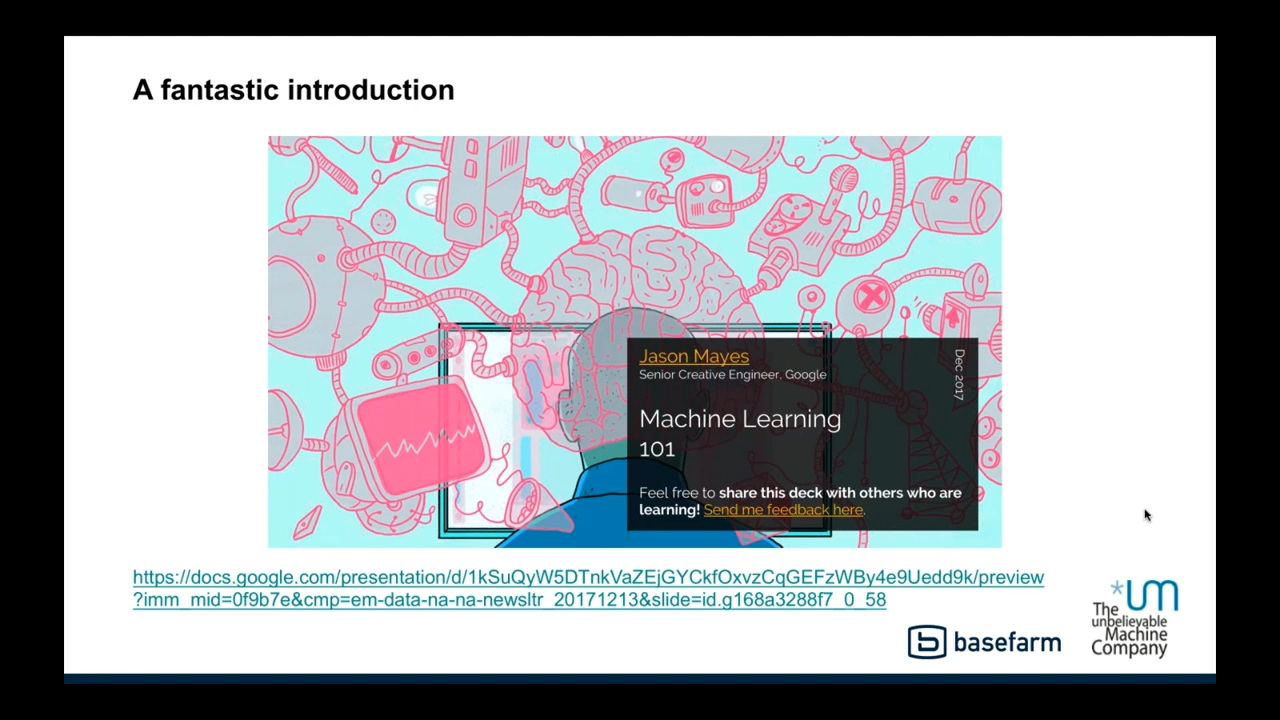 A fantastic introduction
Jason Mayes
Senior Creative Engineer, Google
Dec 2017
Machine Learning
101
Feel free to share this deck with others who are
learning! Send me feedback here.
https://docs.google.com/presentation/d/1kSuQyW5DTnkVaZEjGYCkfOxvzCqGEFzWBy4e9Uedd9k/preview
?imm_mid=0f9b7e&cmp=em-data-na-na-newsltr_20171213&slide=id.g168a3288f7_0_58
basefarm
*um
The
unbelievable
Machine
Company